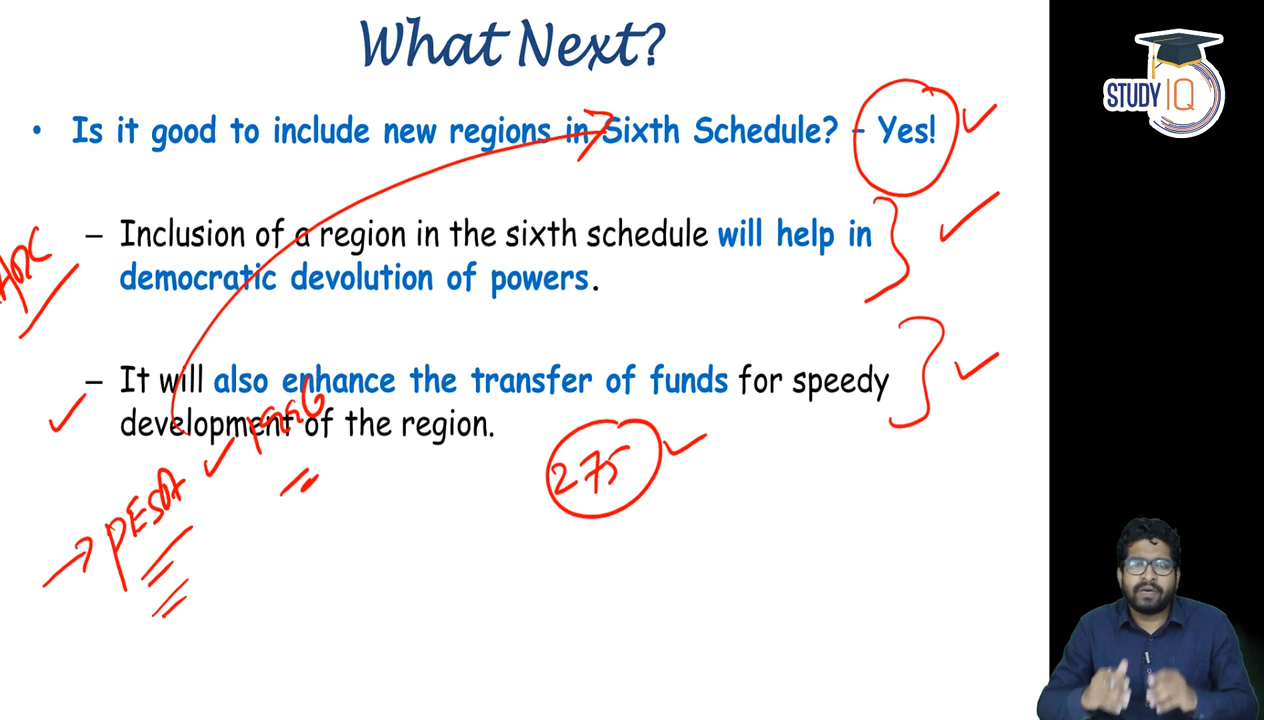 What Next?
STUDY IQ
• Is it good to include new regions in Sixth Schedule? - Yes!
– Inclusion of a region in the sixth schedule will help in
democratic devolution of powers.
ADC
– It will also enhance the transfer of funds for speedy
development of the region.
1996
275
PESA